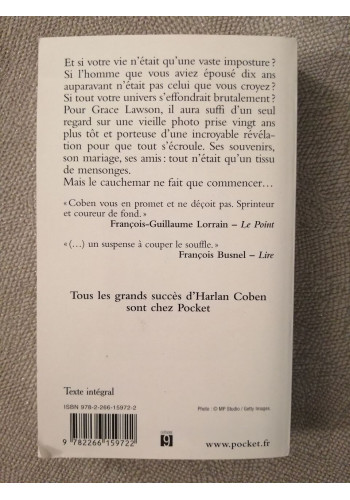 Et si votre vie n'était qu'une vaste imposture ?
Si l'homme que vous aviez épousé dix ans
auparavant n'était pas celui que vous croyez ?
Si tout votre univers s'effondrait brutalement ?
Pour Grace Lawson, il aura suffi d'un seul
regard sur une vieille photo prise vingt ans
plus tôt et porteuse d'une incroyable révéla-
tion pour que tout s'écroule. Ses souvenirs,
son mariage, ses amis : tout n'était qu'un tissu
de mensonges.
Mais le cauchemar ne fait que commencer…
« Coben vous en promet et ne déçoit pas. Sprinteur
et coureur de fond. »
François-Guillaume Lorrain – Le Point
« (…) un suspense à couper le souffle. »
François Busnel – Lire
Tous les grands succès d'Harlan Coben
sont chez Pocket
Texte intégral
ISBN 978-2-266-15972-2
Photo : © MP Studio / Getty Images
9 782266 159722
9
www.pocket.fr